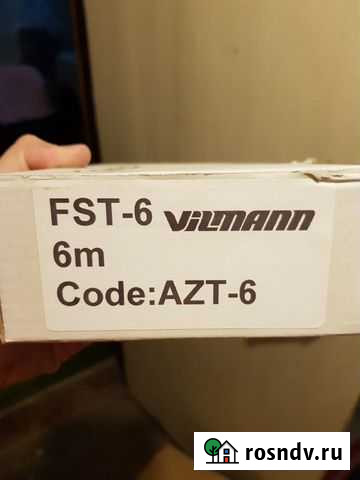 FST-6 VILMANN
6m
Code:AZT-6
rosndv.ru